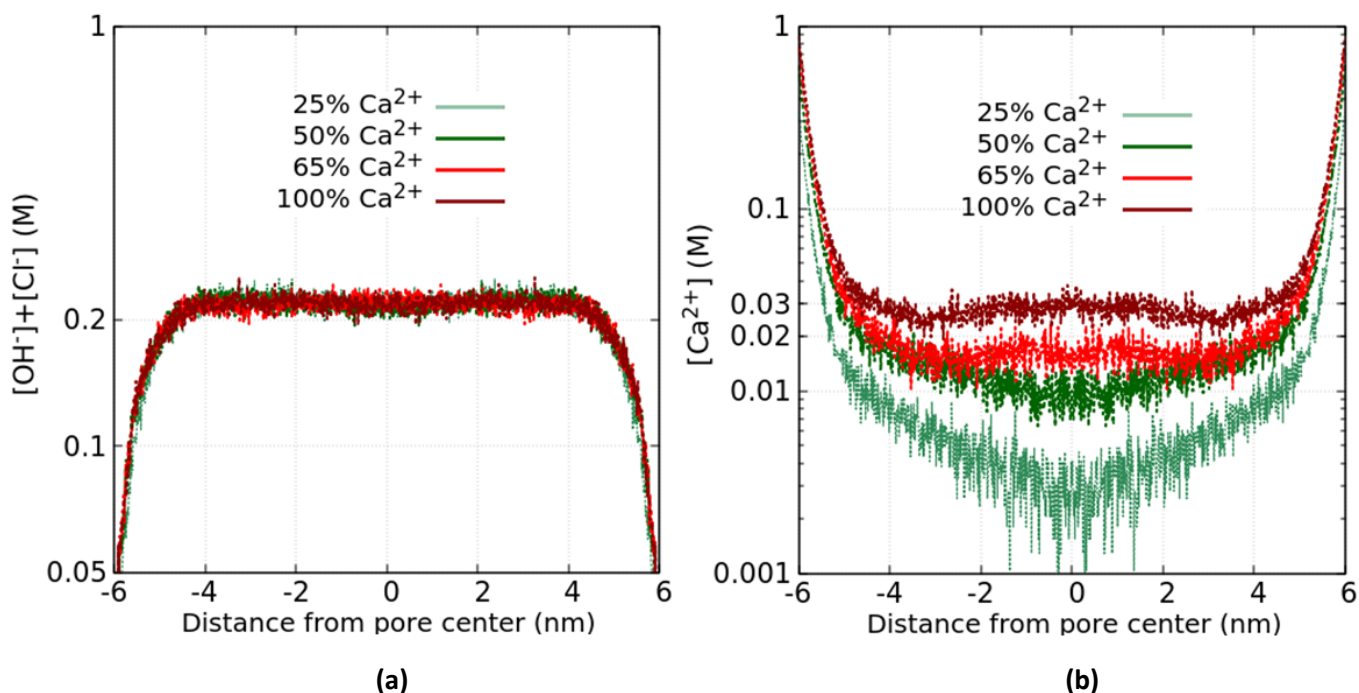 1
25% Ca²⁺
50% Ca²⁺
65% Ca²⁺
100% Ca²⁺
[OH⁻]+[Cl⁻] (M)
0.2
0.1
0.05
-6 -4 -2 0 2 4 6
Distance from pore center (nm)
(a)
1
25% Ca²⁺
50% Ca²⁺
65% Ca²⁺
100% Ca²⁺
[Ca²⁺] (M)
0.1
0.03
0.02
0.01
0.001
-6 -4 -2 0 2 4 6
Distance from pore center (nm)
(b)